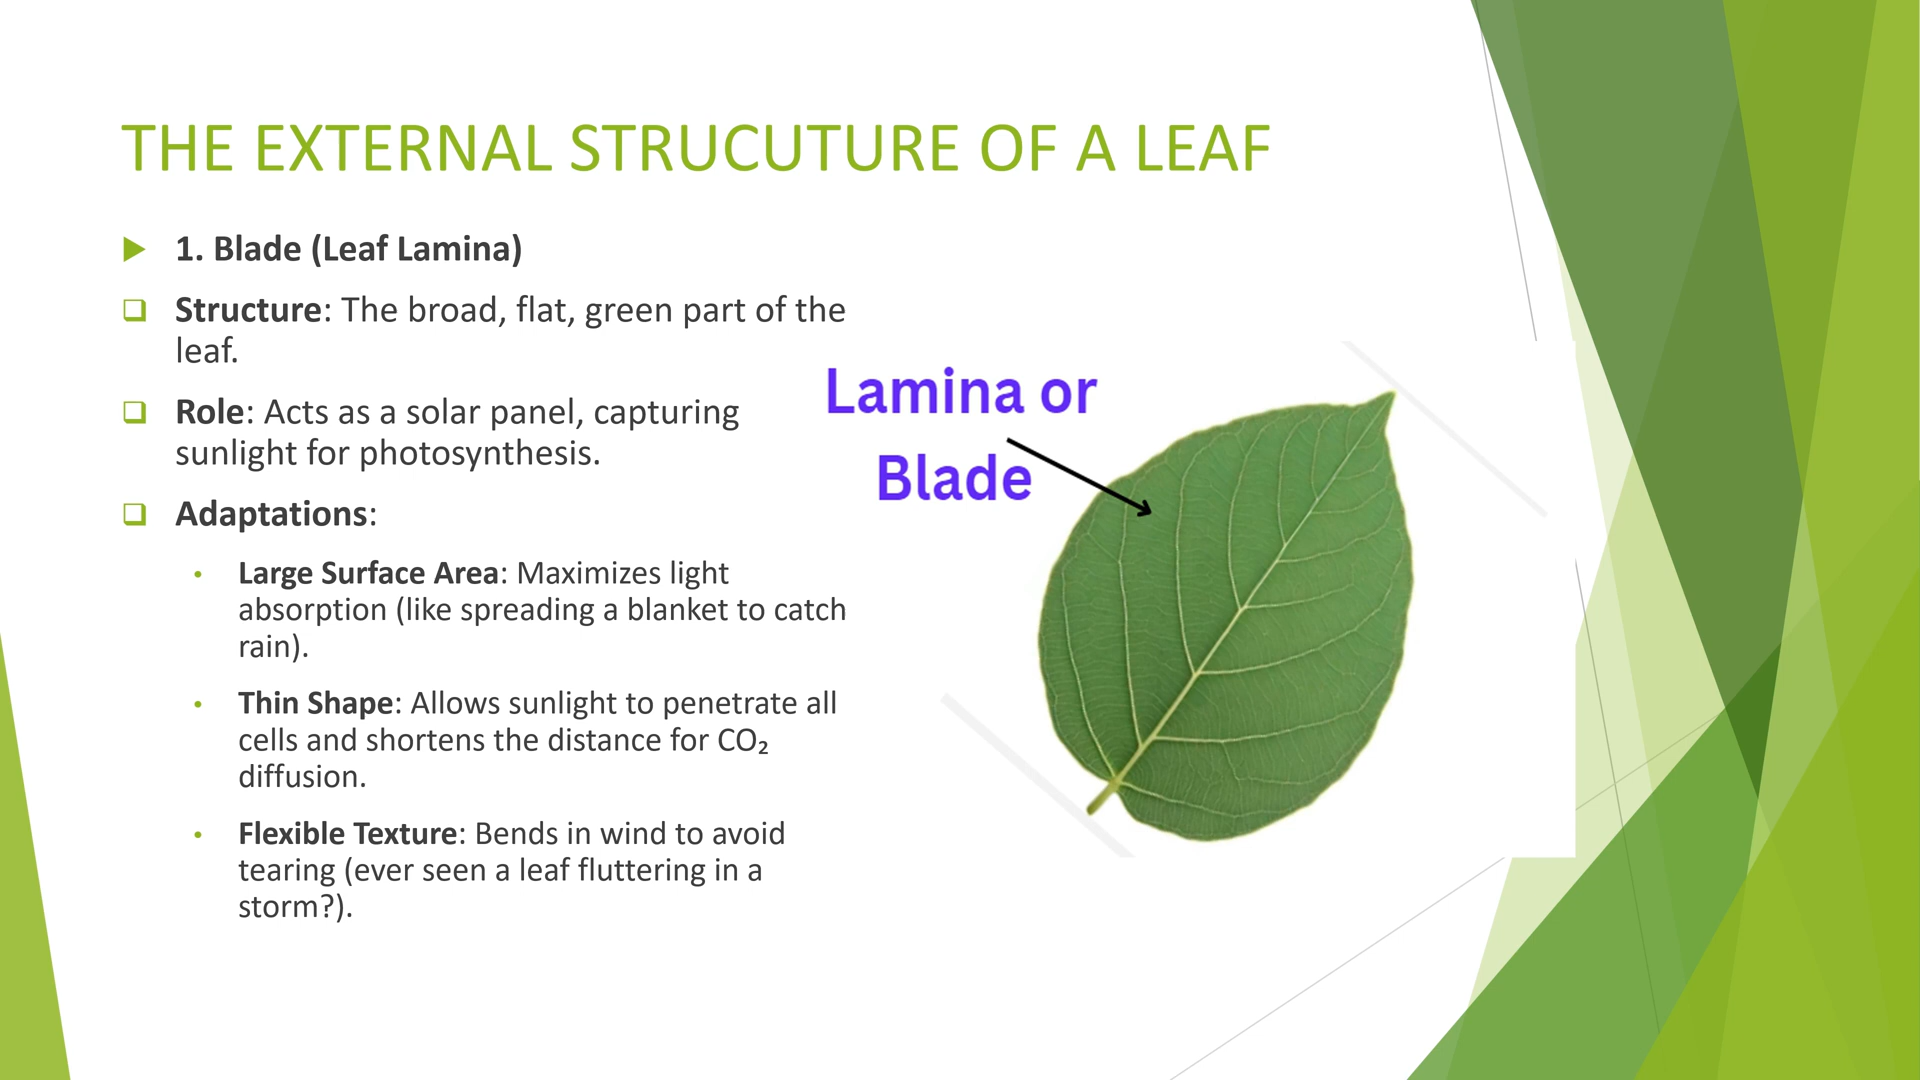 THE EXTERNAL STRUCUTURE OF A LEAF
1. Blade (Leaf Lamina)
Structure: The broad, flat, green part of the
leaf.
Role: Acts as a solar panel, capturing
sunlight for photosynthesis.
Adaptations:
Large Surface Area: Maximizes light
absorption (like spreading a blanket to catch
rain).
Thin Shape: Allows sunlight to penetrate all
cells and shortens the distance for CO₂
diffusion.
Flexible Texture: Bends in wind to avoid
tearing (ever seen a leaf fluttering in a
storm?).
Lamina or
Blade